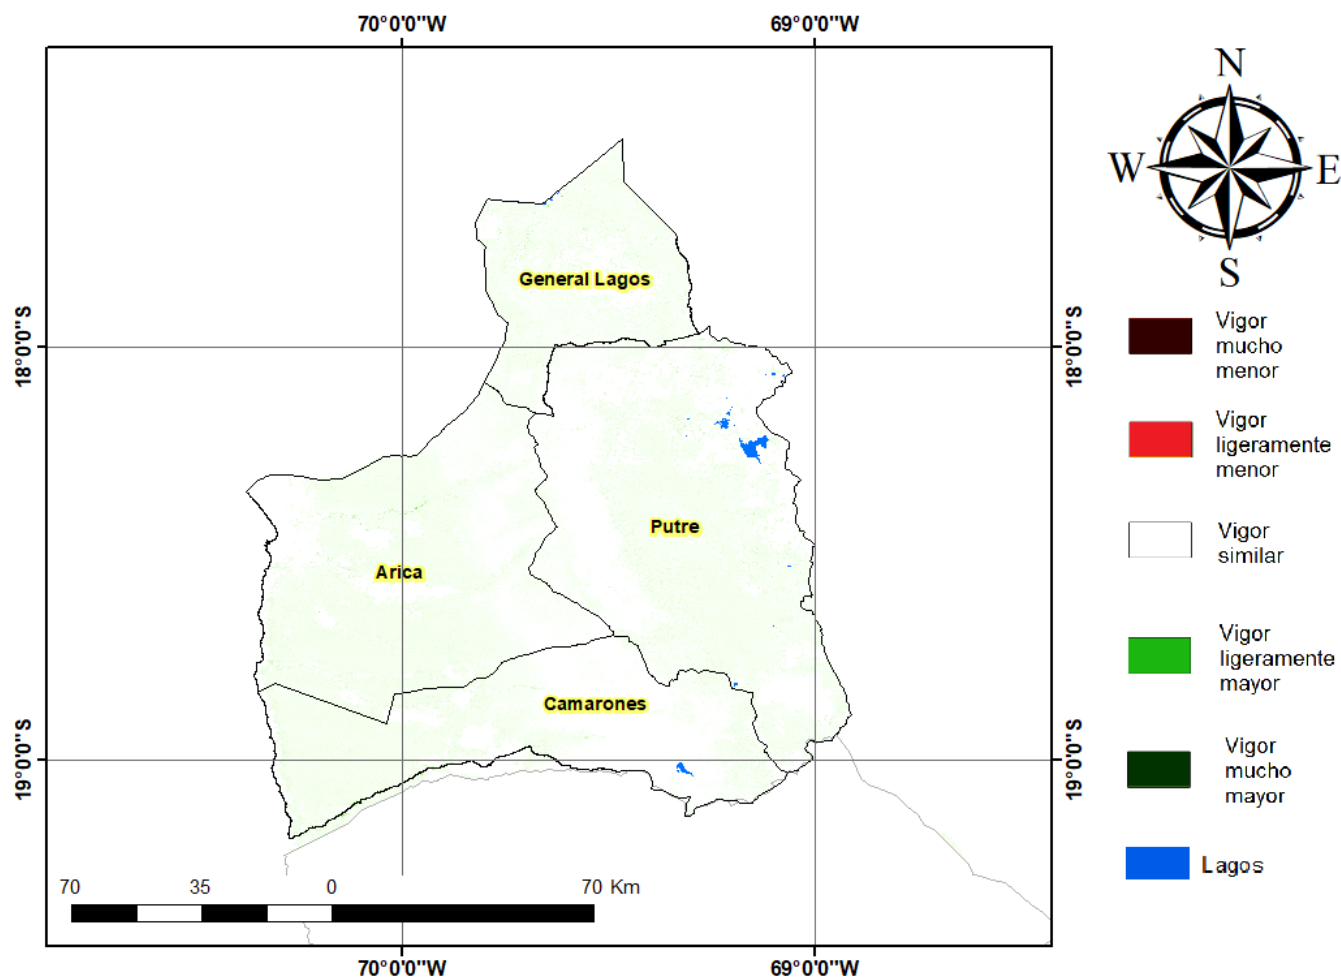 70°0'0"W
69°0'0"W
N
W
E
S
General Lagos
18°0'0"S
18°0'0"S
Vigor
mucho
menor
Vigor
ligeramente
menor
Putre
Vigor
similar
Arica
Vigor
ligeramente
mayor
Camarones
19°0'0"S
19°0'0"S
Vigor
mucho
mayor
Lagos
70
35
0
70 Km
70°0'0"W
69°0'0"W